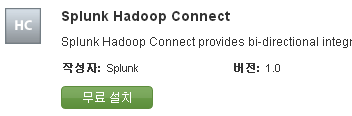 HC
Splunk Hadoop Connect
Splunk Hadoop Connect provides bi-directional integr
작성자: Splunk 버전: 1.0
무료 설치